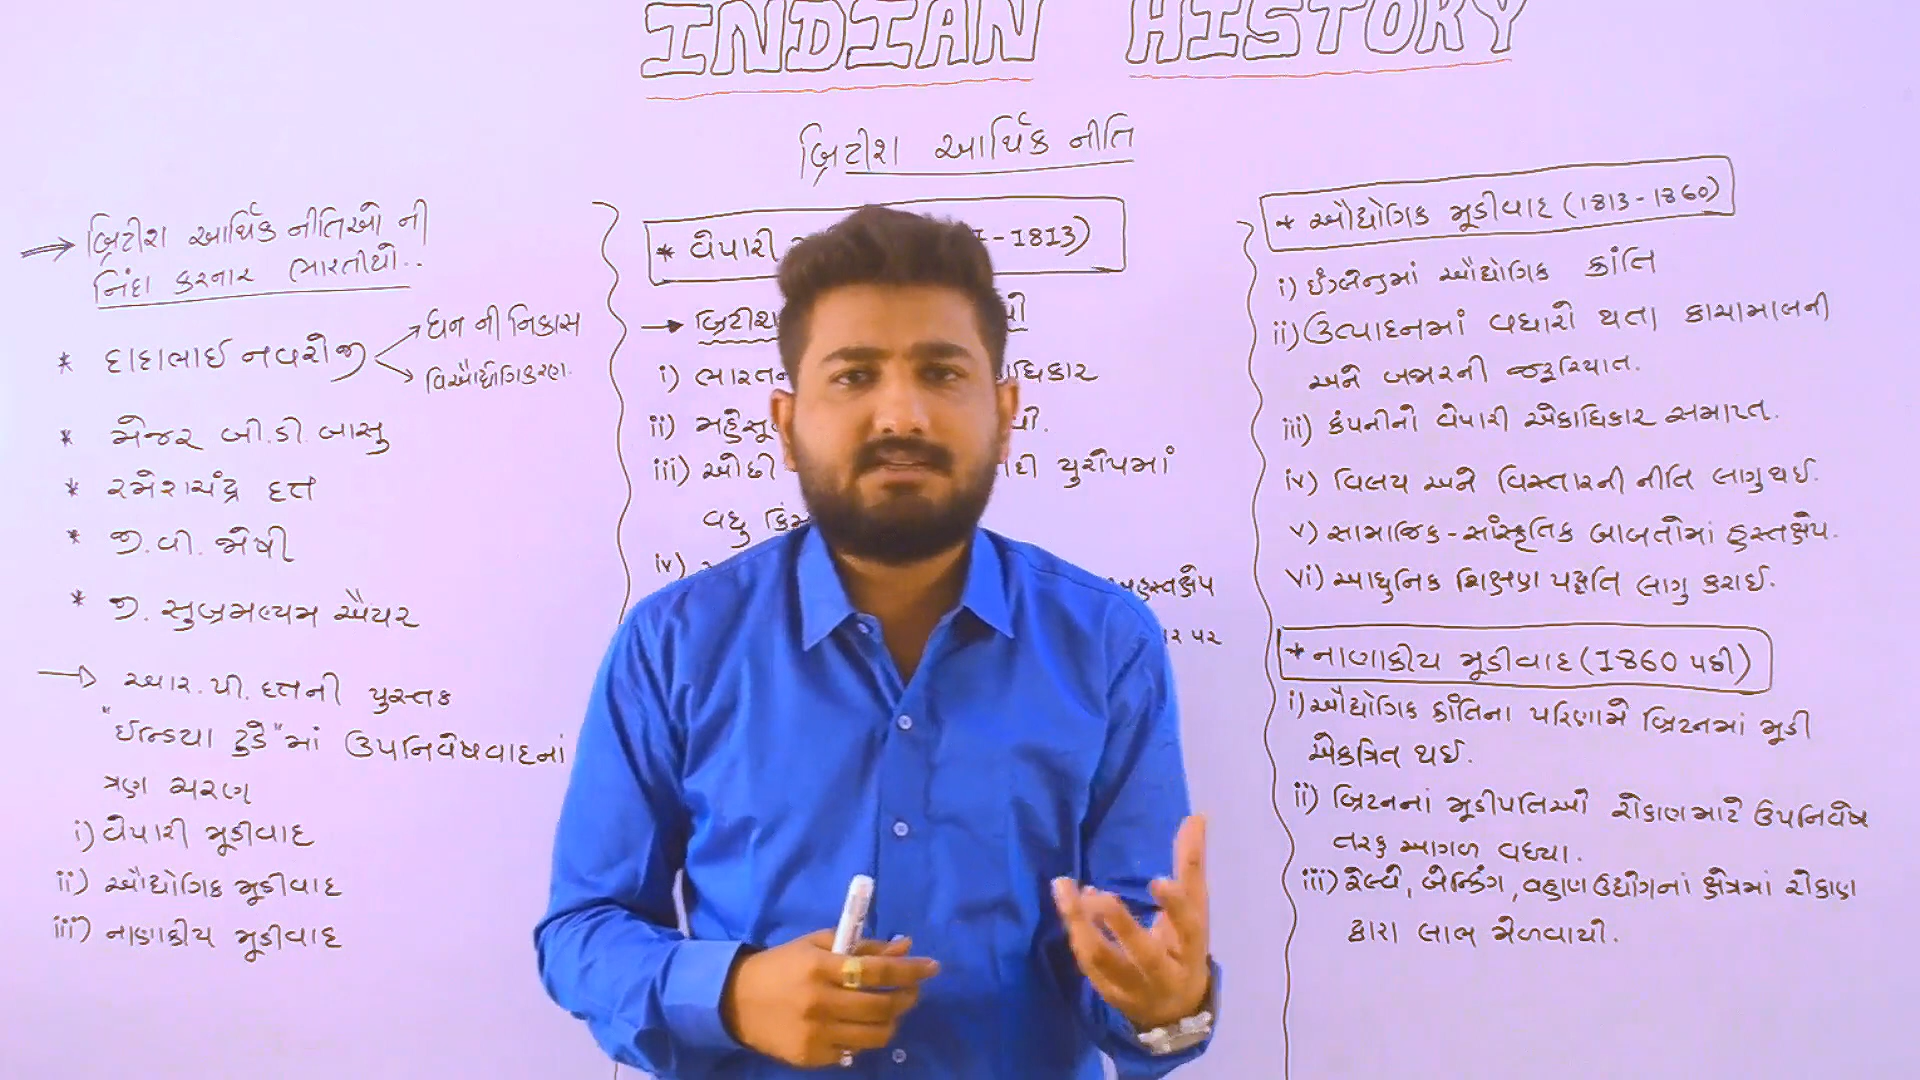 INDIAN HISTORY
બ્રિટીશ આર્થિક નીતિ
બ્રિટીશ આર્થિક નીતિઓ ની
નિંદા કરનાર ભારતીયો..
* દાદાભાઈ નવરોજી
ધન ની નિકાસ
વિઔદ્યોગિકરણ.
* મેજર બી.ડી. બાસુ
* રમેશચંદ્ર દત્ત
* જી. વી. જોષી
* જી. સુબ્રમણ્યમ ઐયર
આર. પી. દત્તની પુસ્તક
"ઈન્ડિયા ટુડે"માં ઉપનિવેષવાદનાં
ત્રણ ચરણ
i) વેપારી મૂડીવાદ
ii) ઔદ્યોગિક મૂડીવાદ
iii) નાણાકીય મૂડીવાદ
* વેપારી -1813)
બ્રિટીશ
i) ભારતન
ii) મહેસૂ
iii) ઓછી યુરોપમાં
વધુ
iv)
પર
* ઔદ્યોગિક મૂડીવાદ (1813-1860)
i) ઈંગ્લેન્ડમાં ઔદ્યોગિક ક્રાંતિ
ii) ઉત્પાદનમાં વધારો થતા કાચામાલની
અને બજારની જરૂરિયાત.
iii) કંપનીનો વેપારી એકાધિકાર સમાપ્ત.
iv) વિલય અને વિસ્તારની નીતિ લાગુ થઈ.
v) સામાજિક-સાંસ્કૃતિક બાબતોમાં હસ્તક્ષેપ.
vi) આધુનિક શિક્ષણ પદ્ધતિ લાગુ કરાઈ.
* નાણાકીય મૂડીવાદ (1860 પછી)
i) ઔદ્યોગિક ક્રાંતિના પરિણામે બ્રિટનમાં મૂડી
એકત્રિત થઈ.
ii) બ્રિટનનાં મૂડીપતિઓ રોકાણ માટે ઉપનિવેષ
તરફ આગળ વધ્યા.
iii) રેલ્વે, બેન્કિંગ, વહાણ ઉદ્યોગનાં ક્ષેત્રમાં રોકાણ
દ્વારા લાભ મેળવાયો.